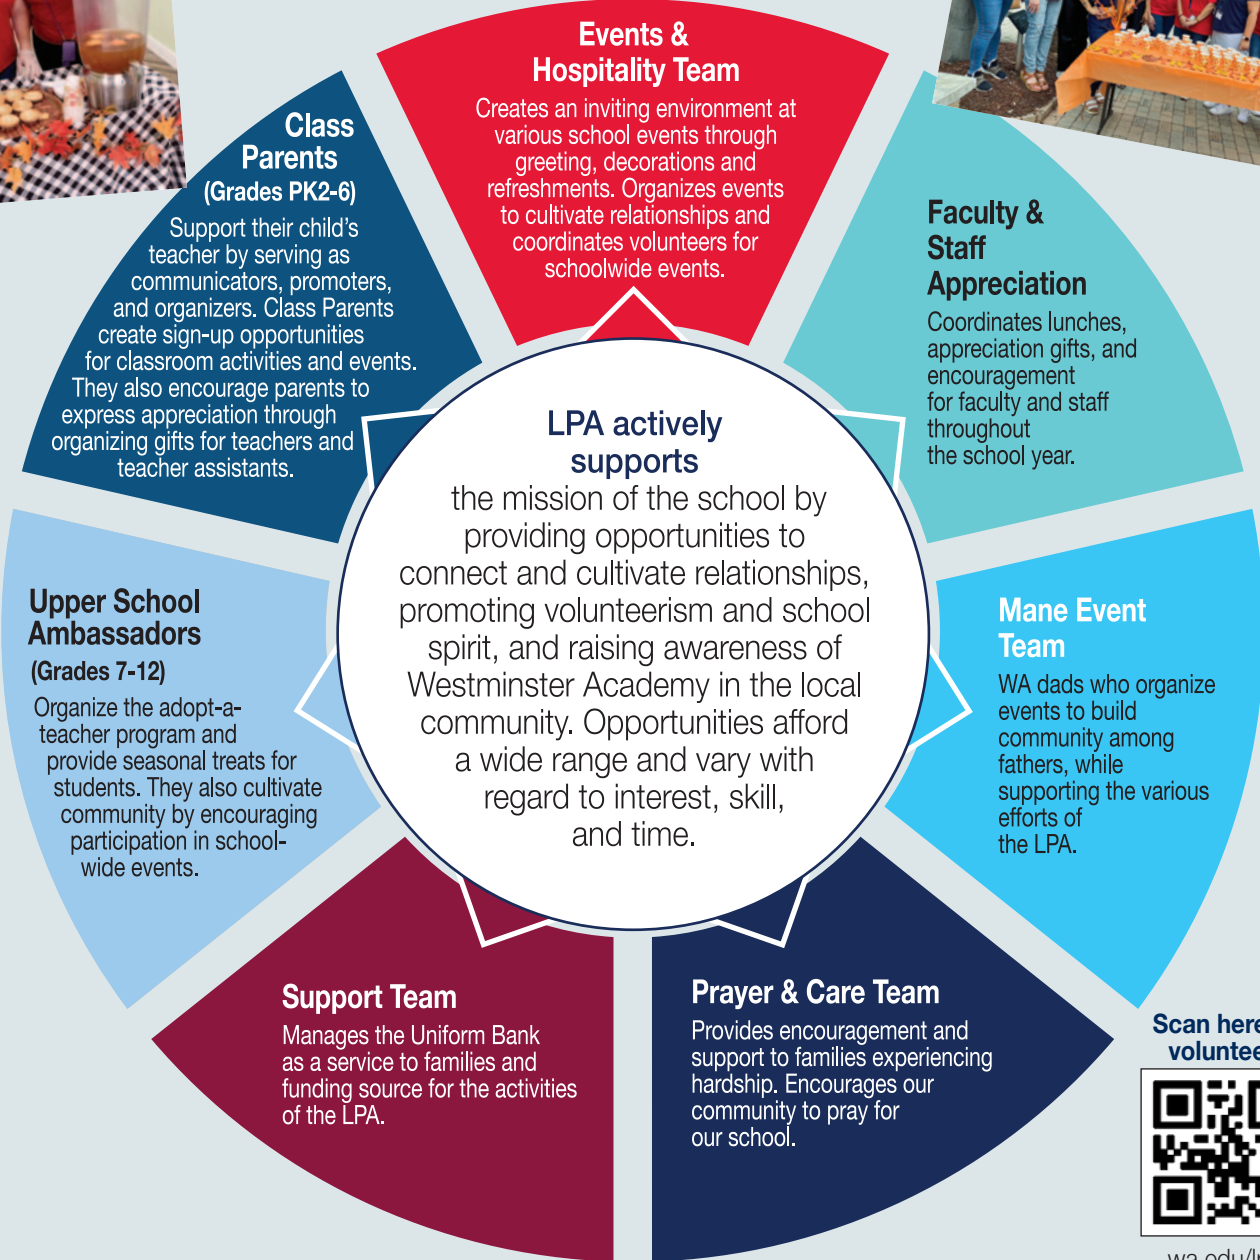 Events &
Hospitality Team
Creates an inviting environment at
various school events through
greeting, decorations and
refreshments. Organizes events
to cultivate relationships and
coordinates volunteers for
schoolwide events.
Class
Parents
(Grades PK2-6)
Support their child's
teacher by serving as
communicators, promoters,
and organizers. Class Parents
create sign-up opportunities
for classroom activities and events.
They also encourage parents to
express appreciation through
organizing gifts for teachers and
teacher assistants.
Faculty &
Staff
Appreciation
Coordinates lunches,
appreciation gifts, and
encouragement
for faculty and staff
throughout
the school year.
LPA actively
supports
the mission of the school by
providing opportunities to
connect and cultivate relationships,
promoting volunteerism and school
spirit, and raising awareness of
Westminster Academy in the local
community. Opportunities afford
a wide range and vary with
regard to interest, skill,
and time.
Upper School
Ambassadors
(Grades 7-12)
Organize the adopt-a-
teacher program and
provide seasonal treats for
students. They also cultivate
community by encouraging
participation in school-
wide events.
Mane Event
Team
WA dads who organize
events to build
community among
fathers, while
supporting the various
efforts of
the LPA.
Support Team
Manages the Uniform Bank
as a service to families and
funding source for the activities
of the LPA.
Prayer & Care Team
Provides encouragement and
support to families experiencing
hardship. Encourages our
community to pray for
our school.
Scan here
voluntee